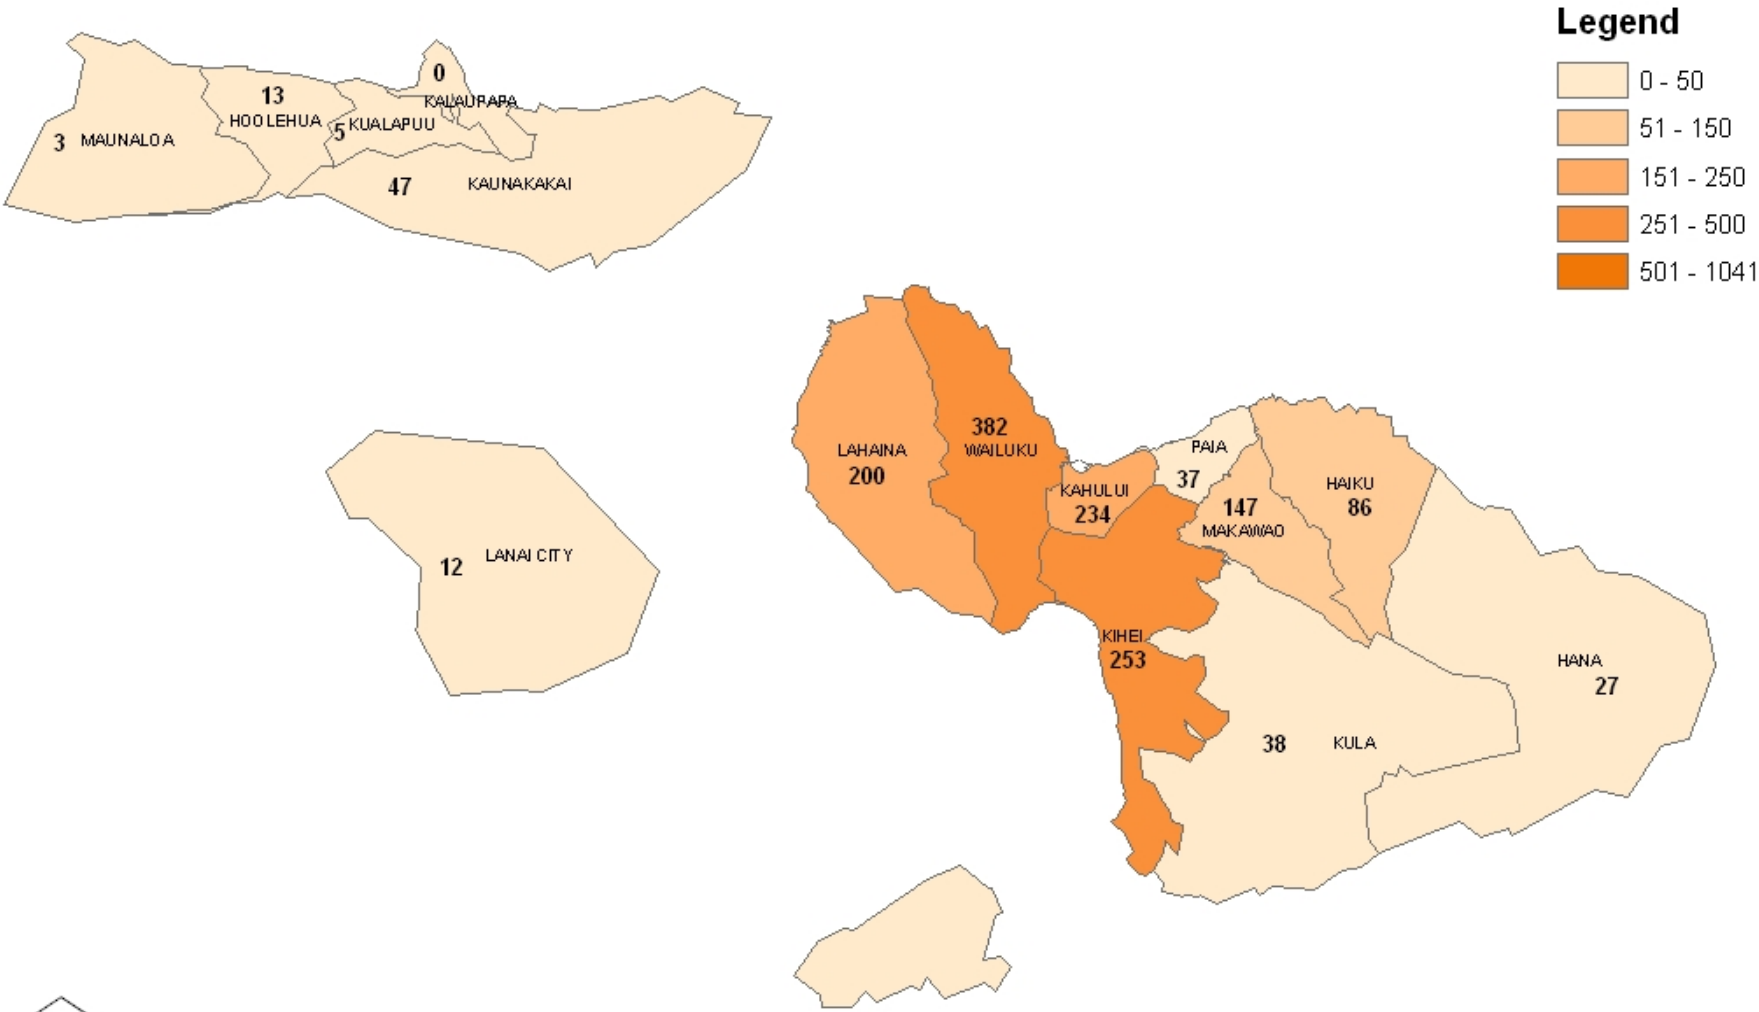 Legend
0 - 50
51 - 150
151 - 250
251 - 500
501 - 1041
0
KALAUPAPA
13
HOOLEHUA
5 KUALAPUU
3 MAUNALOA
47 KAUNAKAKAI
382
WAILUKU
LAHAINA
200
PAIA
37
KAHULUI
234
147
MAKAWAO
HAIKU
86
12 LANAI CITY
KIHEI
253
HANA
27
38 KULA